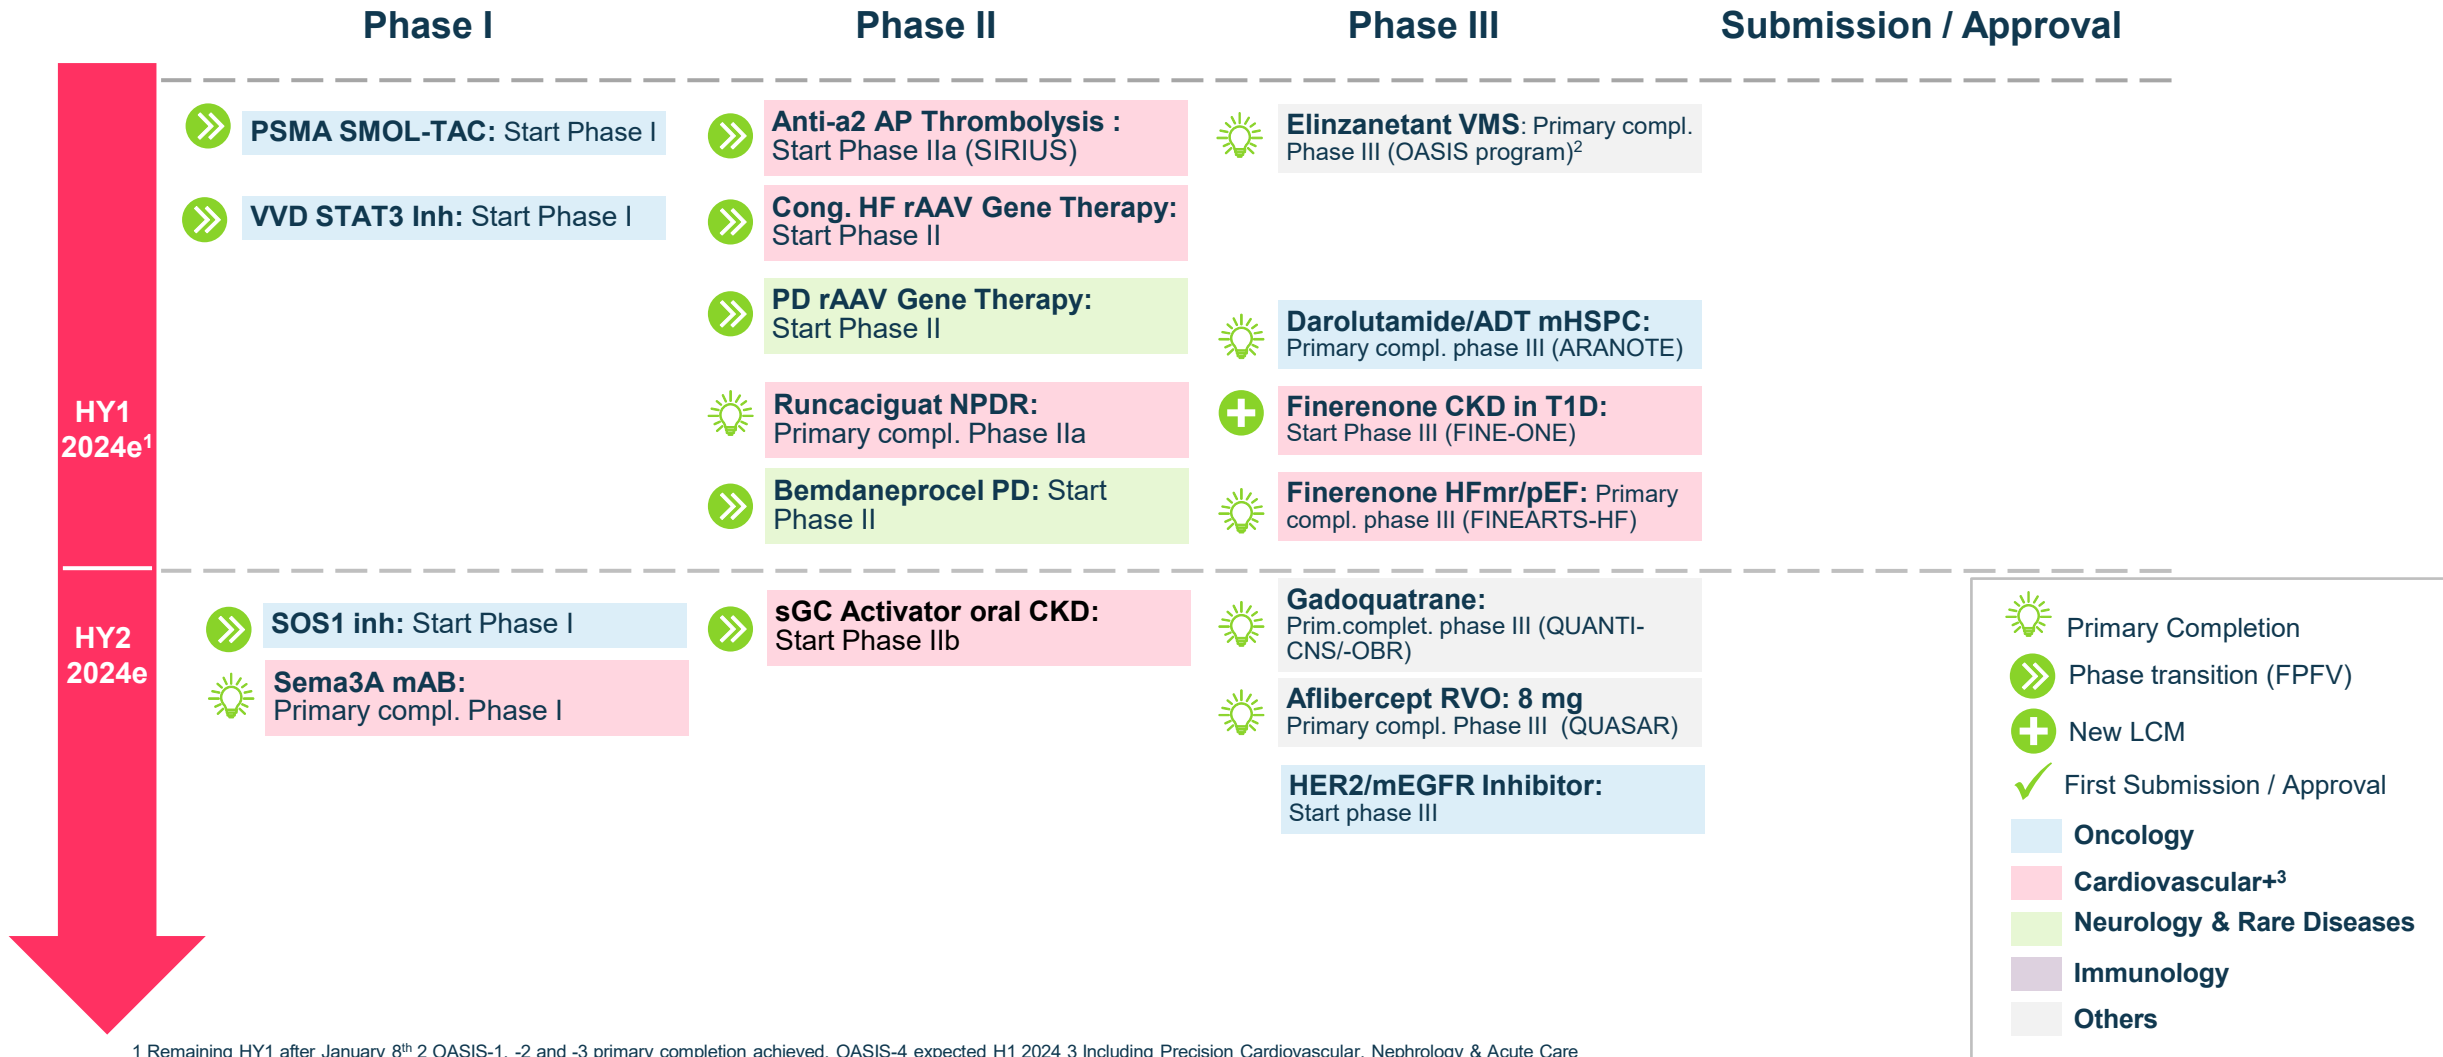 Phase I
Phase II
Phase III
Submission / Approval
HY1
2024e1
PSMA SMOL-TAC: Start Phase I
VVD STAT3 Inh: Start Phase I
Anti-a2 AP Thrombolysis :
Start Phase IIa (SIRIUS)
Cong. HF rAAV Gene Therapy:
Start Phase II
PD rAAV Gene Therapy:
Start Phase II
Runcaciguat NPDR:
Primary compl. Phase IIa
Bemdaneprocel PD: Start
Phase II
Elinzanetant VMS: Primary compl.
Phase III (OASIS program)2
Darolutamide/ADT mHSPC:
Primary compl. phase III (ARANOTE)
Finerenone CKD in T1D:
Start Phase III (FINE-ONE)
Finerenone HFmr/pEF: Primary
compl. phase III (FINEARTS-HF)
HY2
2024e
SOS1 inh: Start Phase I
Sema3A mAB:
Primary compl. Phase I
sGC Activator oral CKD:
Start Phase IIb
Gadoquatrane:
Prim.complet. phase III (QUANTI-
CNS/-OBR)
Aflibercept RVO: 8 mg
Primary compl. Phase III (QUASAR)
HER2/mEGFR Inhibitor:
Start phase III
Primary Completion
Phase transition (FPFV)
New LCM
First Submission / Approval
Oncology
Cardiovascular+3
Neurology & Rare Diseases
Immunology
Others
1 Remaining HY1 after January 8th 2 OASIS-1, -2 and -3 primary completion achieved, OASIS-4 expected H1 2024 3 Including Precision Cardiovascular, Nephrology & Acute Care